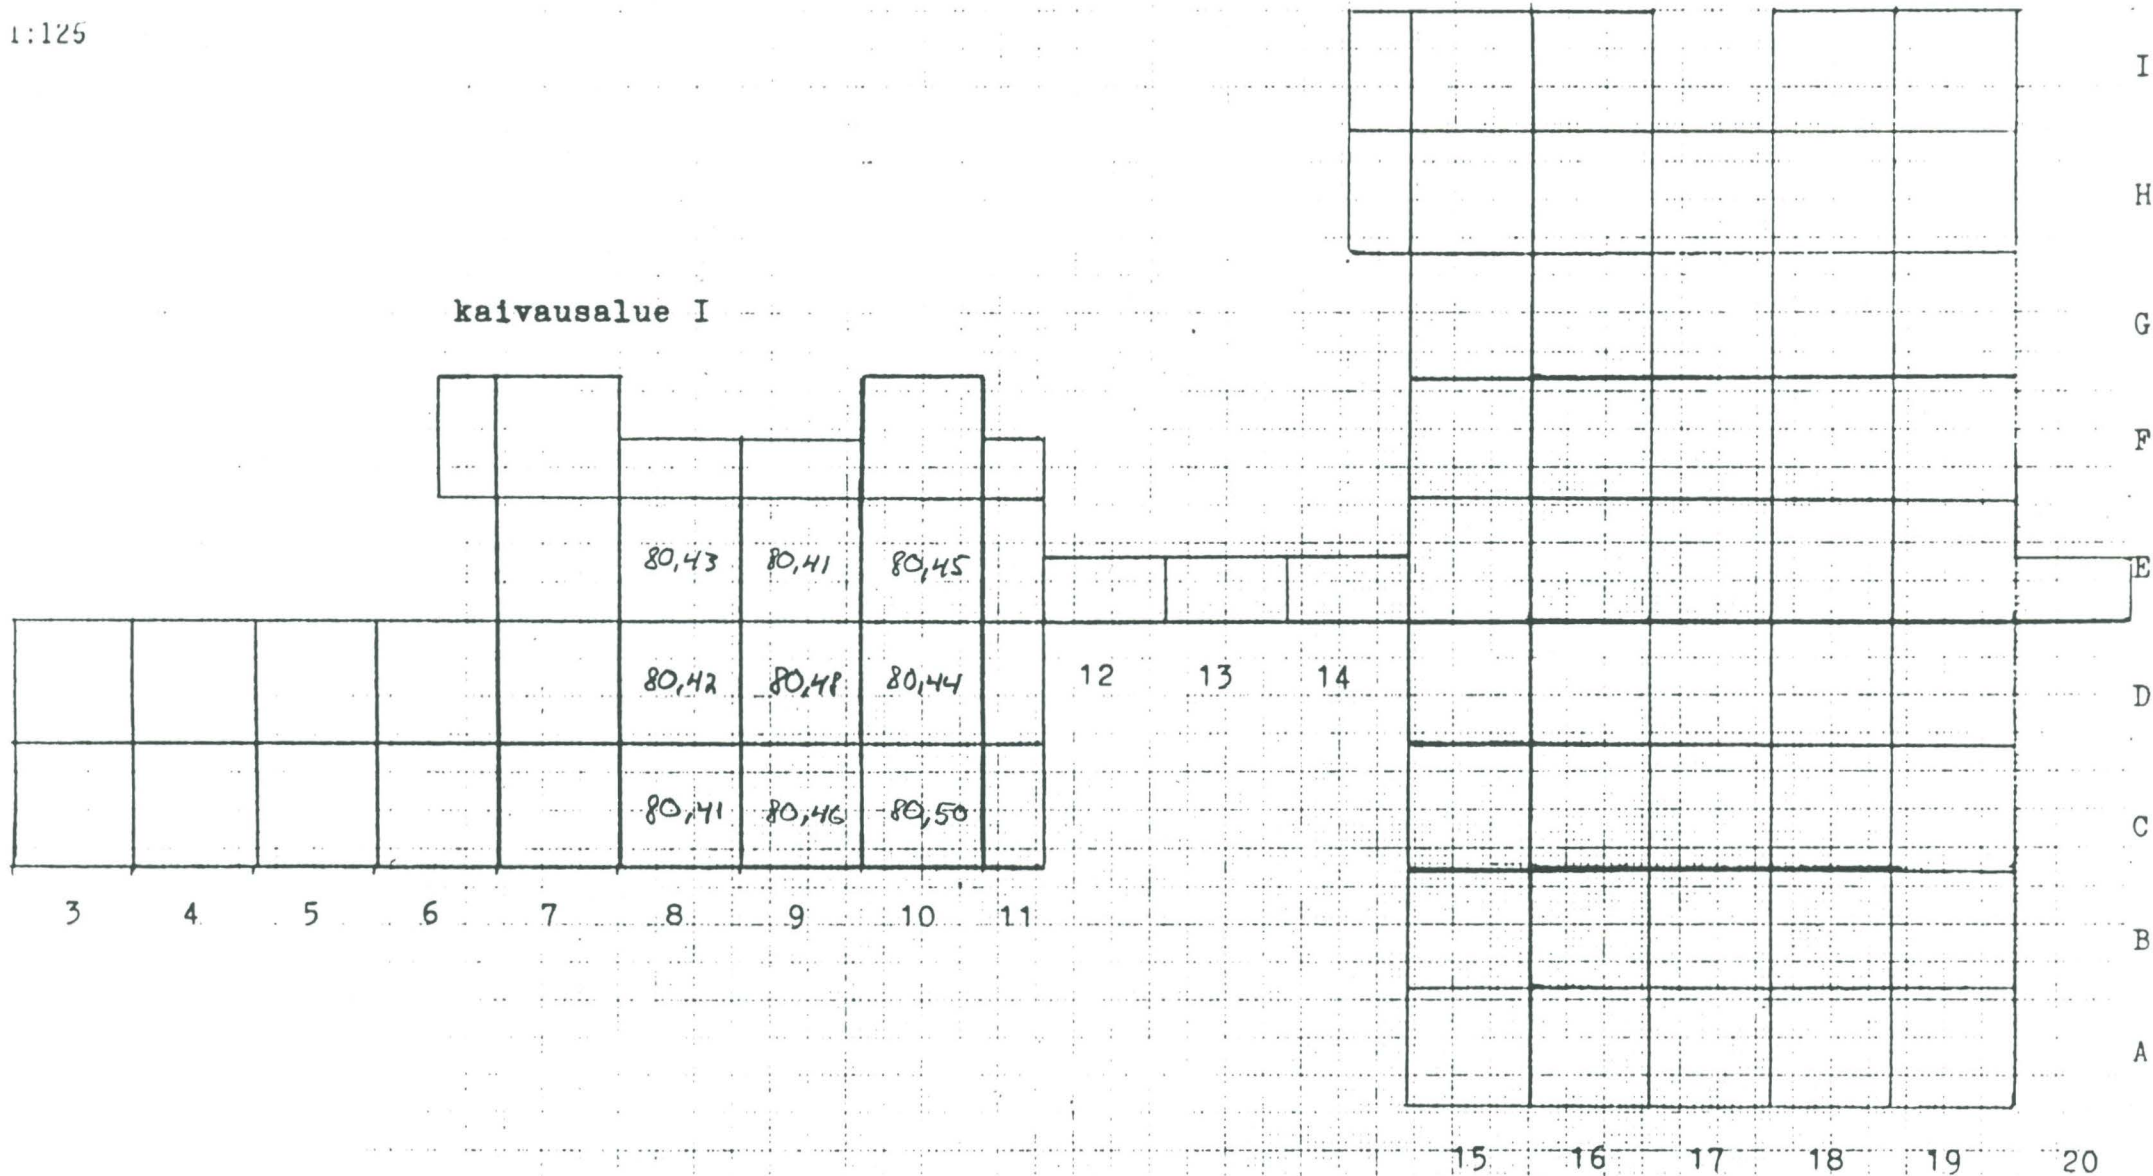 1:125
I
H
kaivausalue I
G
F
80,43 80,41 80,45
E
80,42 80,48 80,44
12 13 14
D
80,41 80,46 80,50
C
3 4 5 6 7 8 9 10 11
B
A
15 16 17 18 19 20